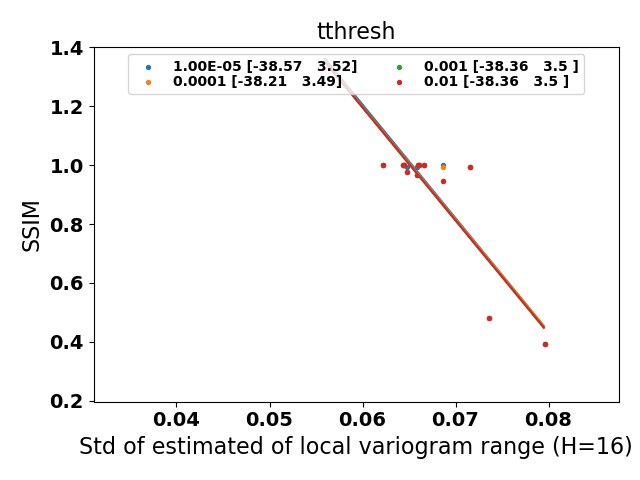 tthresh
1.00E-05 [-38.57 3.52]
0.0001 [-38.21 3.49]
0.001 [-38.36 3.5 ]
0.01 [-38.36 3.5 ]
1.4
1.2
1.0
0.8
0.6
0.4
0.2
SSIM
0.04 0.05 0.06 0.07 0.08
Std of estimated of local variogram range (H=16)